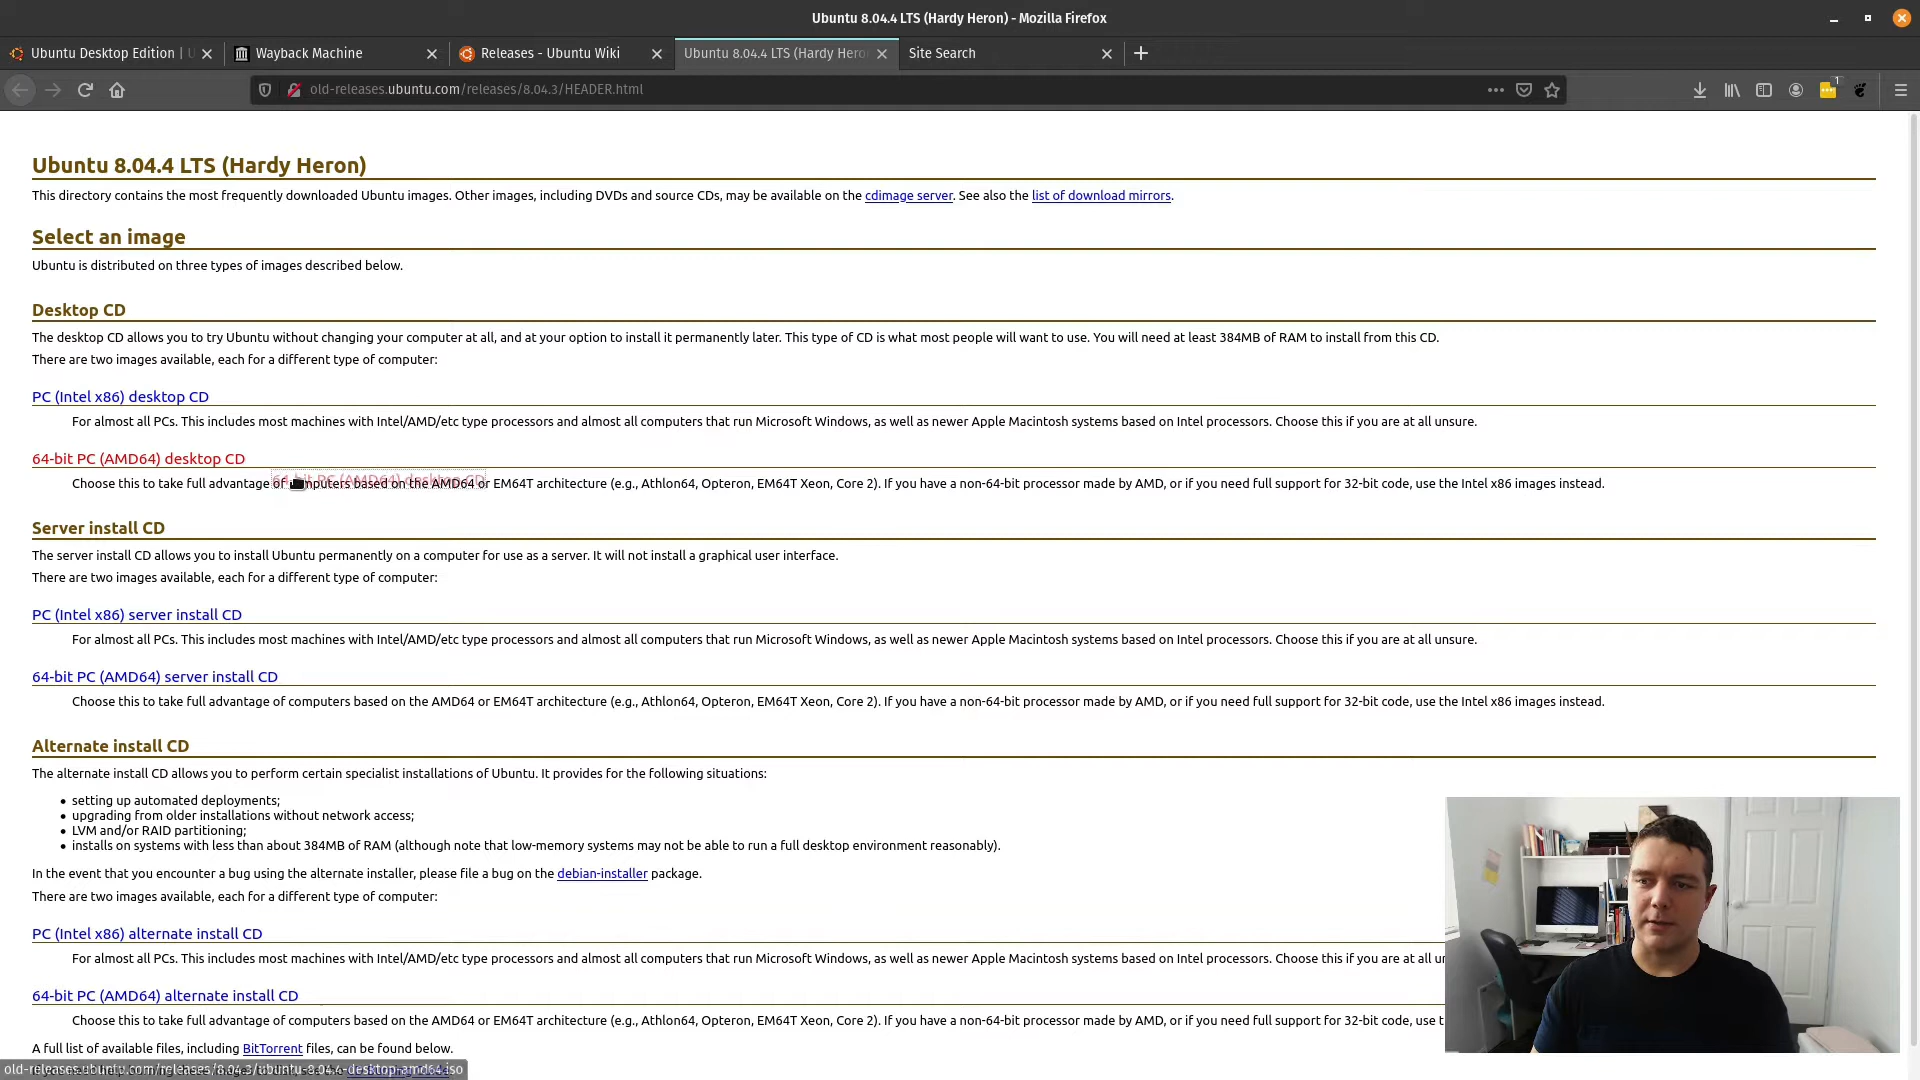 Ubuntu 8.04.4 LTS (Hardy Heron) - Mozilla Firefox
Ubuntu Desktop Edition | U
Wayback Machine
Releases - Ubuntu Wiki
Ubuntu 8.04.4 LTS (Hardy Hero
Site Search
old-releases.ubuntu.com/releases/8.04.3/HEADER.html
1
Ubuntu 8.04.4 LTS (Hardy Heron)
This directory contains the most frequently downloaded Ubuntu images. Other images, including DVDs and source CDs, may be available on the cdimage server. See also the list of download mirrors.
Select an image
Ubuntu is distributed on three types of images described below.
Desktop CD
The desktop CD allows you to try Ubuntu without changing your computer at all, and at your option to install it permanently later. This type of CD is what most people will want to use. You will need at least 384MB of RAM to install from this CD.
There are two images available, each for a different type of computer:
PC (Intel x86) desktop CD
For almost all PCs. This includes most machines with Intel/AMD/etc type processors and almost all computers that run Microsoft Windows, as well as newer Apple Macintosh systems based on Intel processors. Choose this if you are at all unsure.
64-bit PC (AMD64) desktop CD
64-bit PC (AMD64) desktop CD
Choose this to take full advantage of computers based on the AMD64 or EM64T architecture (e.g., Athlon64, Opteron, EM64T Xeon, Core 2). If you have a non-64-bit processor made by AMD, or if you need full support for 32-bit code, use the Intel x86 images instead.
Server install CD
The server install CD allows you to install Ubuntu permanently on a computer for use as a server. It will not install a graphical user interface.
There are two images available, each for a different type of computer:
PC (Intel x86) server install CD
For almost all PCs. This includes most machines with Intel/AMD/etc type processors and almost all computers that run Microsoft Windows, as well as newer Apple Macintosh systems based on Intel processors. Choose this if you are at all unsure.
64-bit PC (AMD64) server install CD
Choose this to take full advantage of computers based on the AMD64 or EM64T architecture (e.g., Athlon64, Opteron, EM64T Xeon, Core 2). If you have a non-64-bit processor made by AMD, or if you need full support for 32-bit code, use the Intel x86 images instead.
Alternate install CD
The alternate install CD allows you to perform certain specialist installations of Ubuntu. It provides for the following situations:
• setting up automated deployments;
• upgrading from older installations without network access;
• LVM and/or RAID partitioning;
• installs on systems with less than about 384MB of RAM (although note that low-memory systems may not be able to run a full desktop environment reasonably).
In the event that you encounter a bug using the alternate installer, please file a bug on the debian-installer package.
There are two images available, each for a different type of computer:
PC (Intel x86) alternate install CD
For almost all PCs. This includes most machines with Intel/AMD/etc type processors and almost all computers that run Microsoft Windows, as well as newer Apple Macintosh systems based on Intel processors. Choose this if you are at all u
64-bit PC (AMD64) alternate install CD
Choose this to take full advantage of computers based on the AMD64 or EM64T architecture (e.g., Athlon64, Opteron, EM64T Xeon, Core 2). If you have a non-64-bit processor made by AMD, or if you need full support for 32-bit code, use t
A full list of available files, including BitTorrent files, can be found below.
old-releases.ubuntu.com/releases/8.04.3/ubuntu-8.04.4-desktop-amd64.iso